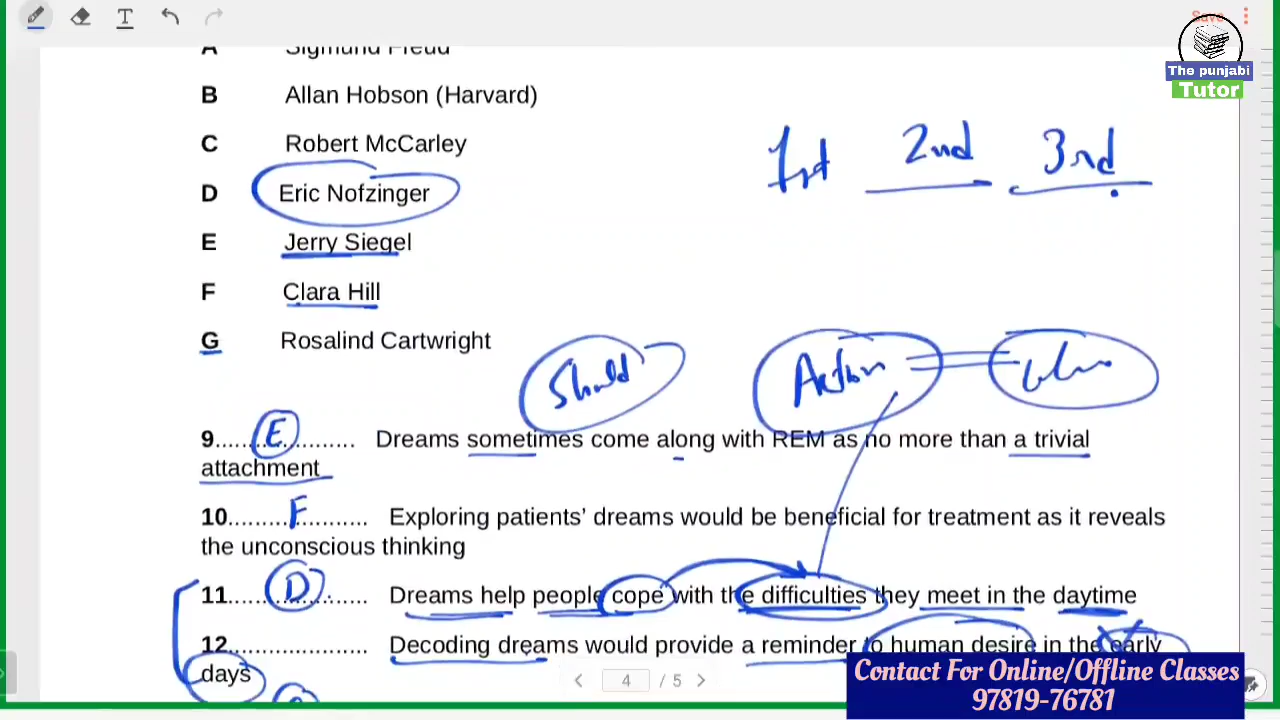 Save
The punjabi
Tutor
A Sigmund Freud
B Allan Hobson (Harvard)
1st 2nd 3rd
C Robert McCarley
D Eric Nofzinger
E Jerry Siegel
F Clara Hill
G Rosalind Cartwright
Should Action
9......E............ Dreams sometimes come along with REM as no more than a trivial
attachment
10.........F........... Exploring patients’ dreams would be beneficial for treatment as it reveals
the unconscious thinking
11.......D............ Dreams help people cope with the difficulties they meet in the daytime
12..................... Decoding dreams would provide a reminder to human desire in the early
days
4 / 5
Contact For Online/Offline Classes
97819-76781